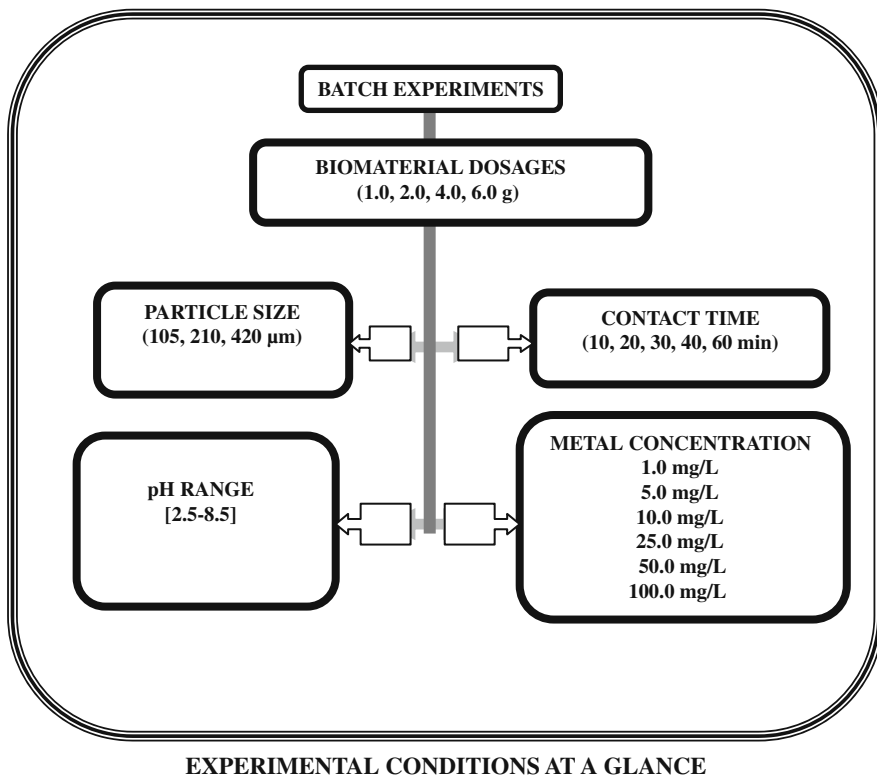 BATCH EXPERIMENTS
BIOMATERIAL DOSAGES
(1.0, 2.0, 4.0, 6.0 g)
PARTICLE SIZE
(105, 210, 420 µm)
CONTACT TIME
(10, 20, 30, 40, 60 min)
pH RANGE
[2.5-8.5]
METAL CONCENTRATION
1.0 mg/L
5.0 mg/L
10.0 mg/L
25.0 mg/L
50.0 mg/L
100.0 mg/L
EXPERIMENTAL CONDITIONS AT A GLANCE